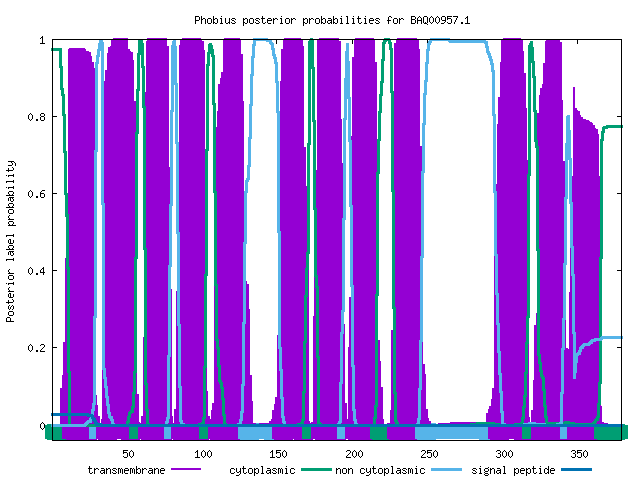 Phobius posterior probabilities for BAQ00957.1
Posterior label probability
1
0.8
0.6
0.4
0.2
0
50 100 150 200 250 300 350
transmembrane cytoplasmic non cytoplasmic signal peptide